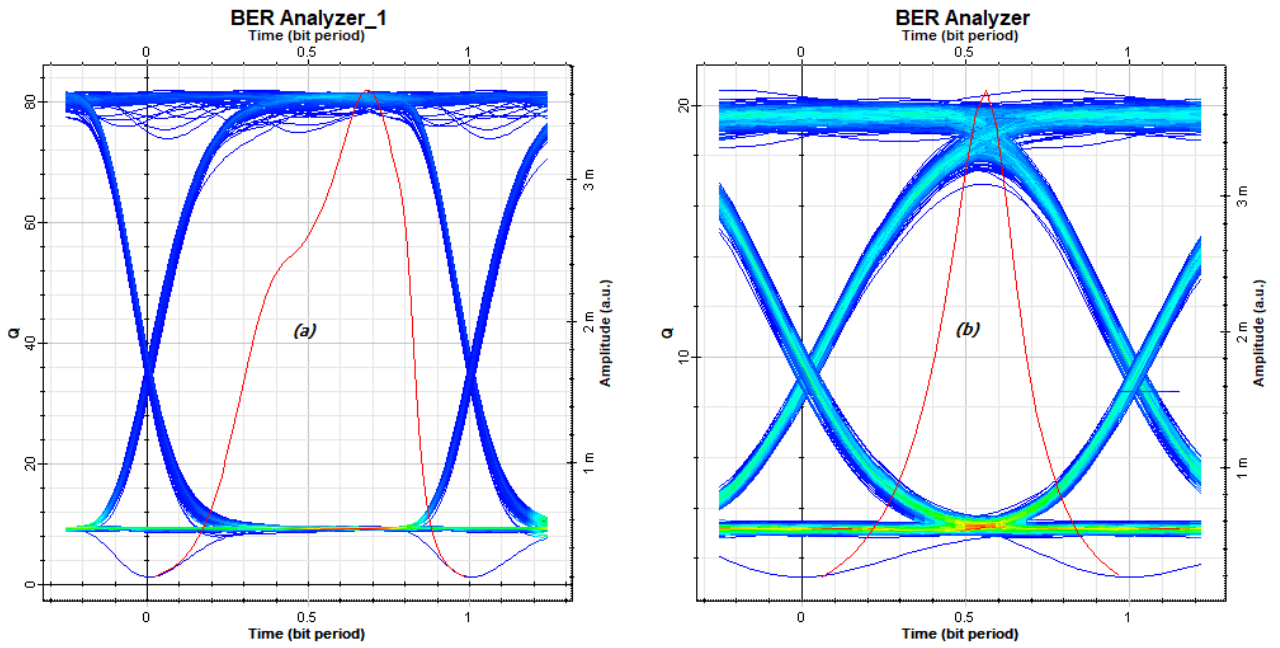 BER Analyzer_1
Time (bit period)
0 0.5 1
80
60
40
20
0
Q
(a)
3 m
2 m
1 m
Amplitude (a.u.)
0 0.5 1
Time (bit period)
BER Analyzer
Time (bit period)
0 0.5 1
20
10
Q
(b)
3 m
2 m
1 m
Amplitude (a.u.)
0 0.5 1
Time (bit period)